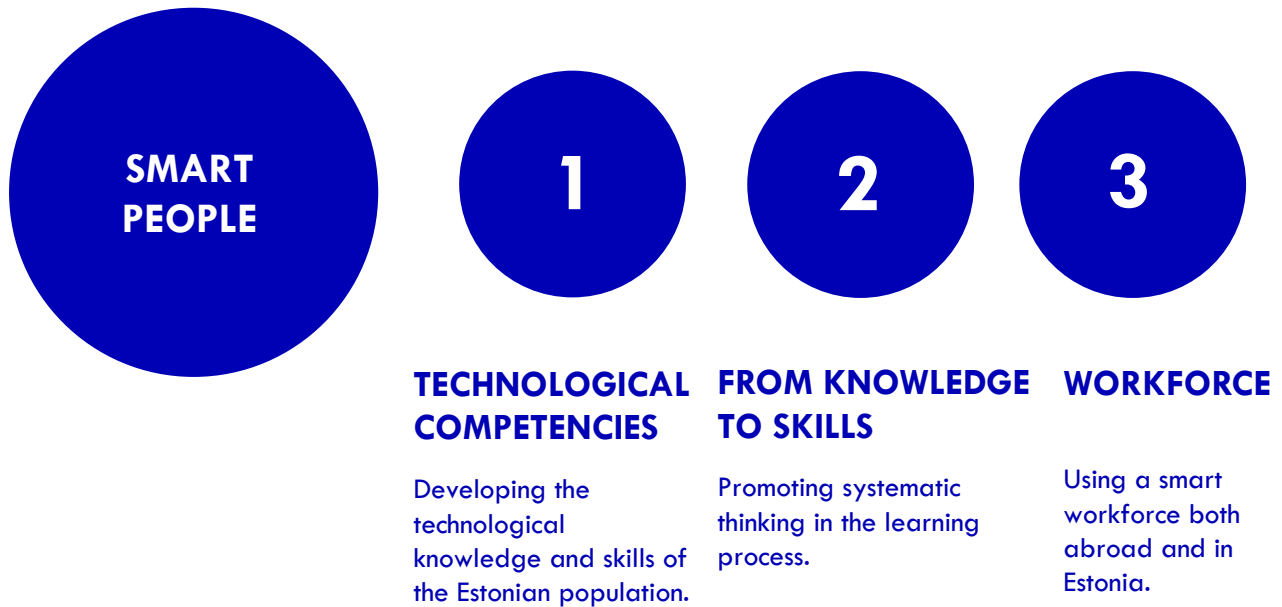 SMART
PEOPLE
1
TECHNOLOGICAL
COMPETENCIES
Developing the
technological
knowledge and skills of
the Estonian population.
2
FROM KNOWLEDGE
TO SKILLS
Promoting systematic
thinking in the learning
process.
3
WORKFORCE
Using a smart
workforce both
abroad and in
Estonia.